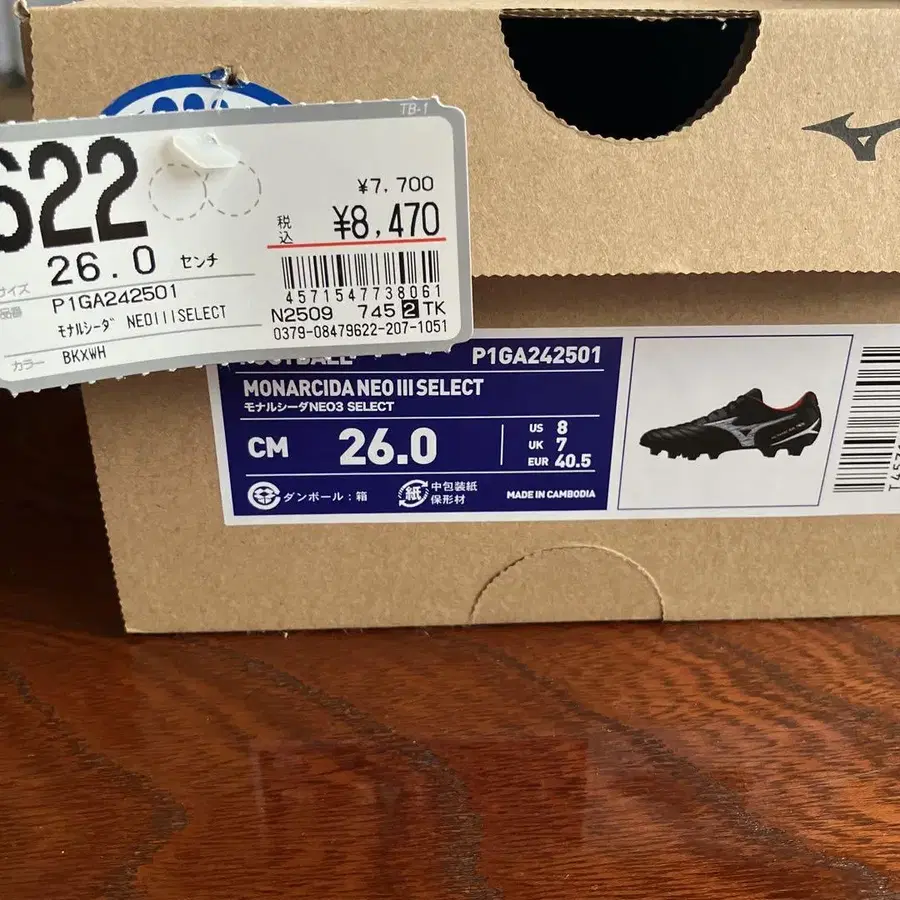 TB-1
622
¥7,700
税込
¥8,470
26.0 センチ
サイズ
P1GA242501
品番
モナルシーダ NEOIIISELECT
カラー
BKXWH
4571547738061
N2509 745 2 TK
0379-08479622-207-1051
FOOTBALL P1GA242501
MONARCIDA NEO III SELECT
モナルシーダNEO3 SELECT
CM 26.0
US 8
UK 7
EUR 40.5
ダンボール：箱
紙 中包装紙
保形材
MADE IN CAMBODIA